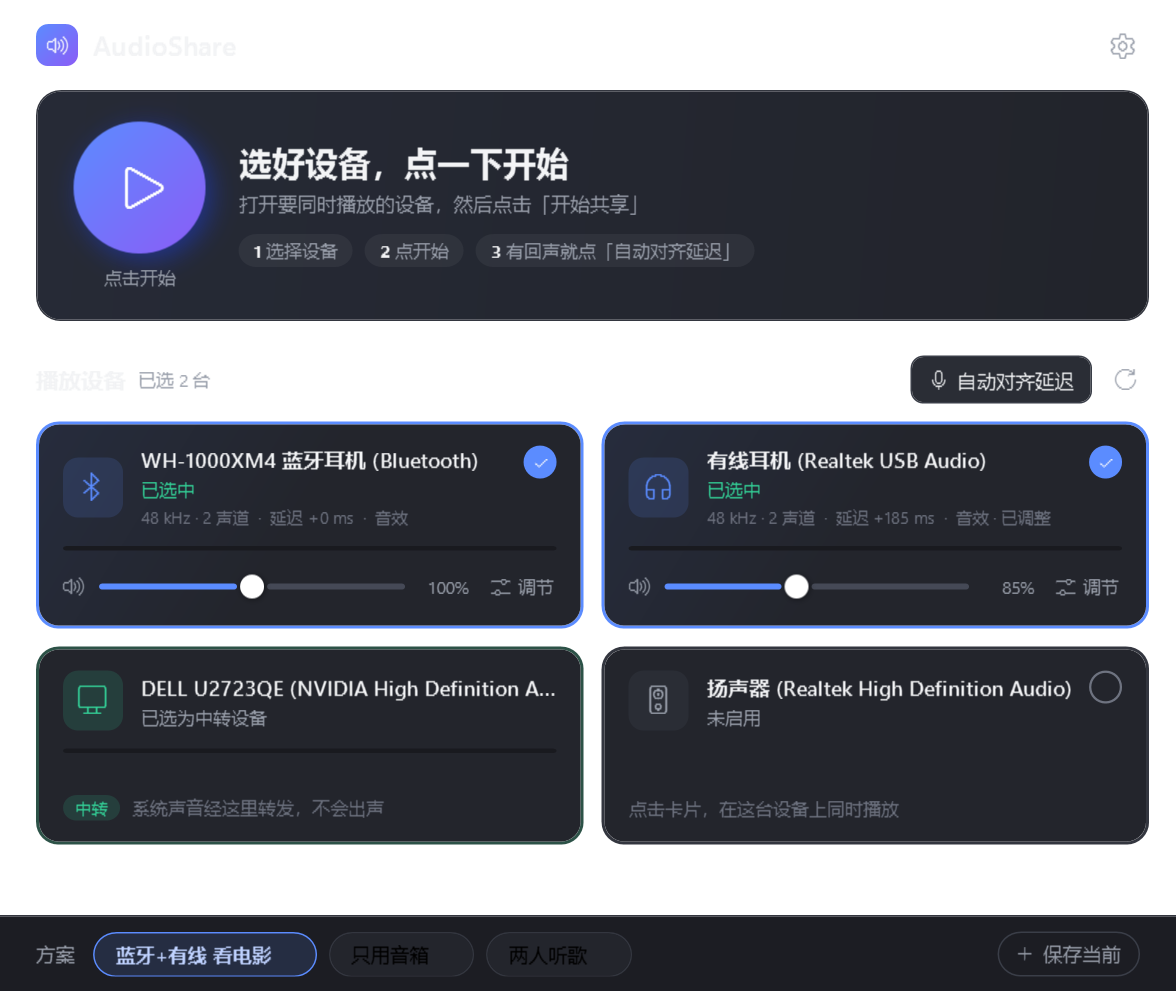 AudioShare
选好设备，点一下开始
打开要同时播放的设备，然后点击「开始共享」
1 选择设备 2 点开始 3 有回声就点「自动对齐延迟」
点击开始
播放设备 已选 2 台 自动对齐延迟
WH-1000XM4 蓝牙耳机 (Bluetooth)
已选中
48 kHz · 2 声道 · 延迟 +0 ms · 音效
100% 调节
有线耳机 (Realtek USB Audio)
已选中
48 kHz · 2 声道 · 延迟 +185 ms · 音效 · 已调整
85% 调节
DELL U2723QE (NVIDIA High Definition A...
已选为中转设备
中转 系统声音经这里转发，不会出声
扬声器 (Realtek High Definition Audio)
未启用
点击卡片，在这台设备上同时播放
方案 蓝牙+有线 看电影 只用音箱 两人听歌 + 保存当前